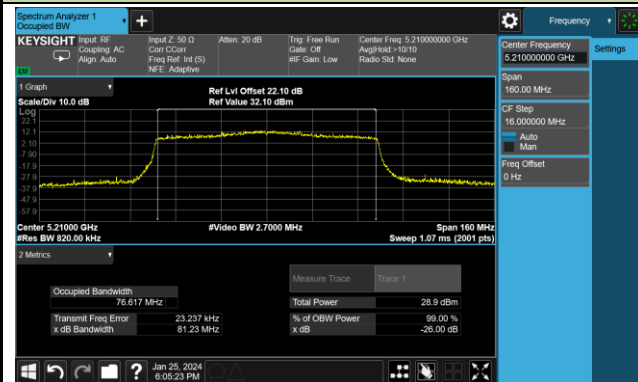 Spectrum Analyzer 1
Occupied BW
Frequency
KEYSIGHT
Input: RF
Coupling: AC
Align: Auto
Input Z: 50 Ω
Corr CCorr
Freq Ref: Int (S)
NFE: Adaptive
Atten: 20 dB
Trig: Free Run
Gate: Off
#IF Gain: Low
Center Freq: 5.210000000 GHz
Avg|Hold:>10/10
Radio Std: None
Center Frequency
5.210000000 GHz
Settings
Span
160.00 MHz
CF Step
16.000000 MHz
Auto
Man
Freq Offset
0 Hz
1 Graph
Scale/Div 10.0 dB
Ref Lvl Offset 22.10 dB
Ref Value 32.10 dBm
Log
22.1
12.1
2.10
-7.90
-17.9
-27.9
-37.9
-47.9
-57.9
Center 5.21000 GHz
#Res BW 820.00 kHz
#Video BW 2.7000 MHz
Span 160 MHz
Sweep 1.07 ms (2001 pts)
2 Metrics
Measure Trace
Trace 1
Occupied Bandwidth
76.617 MHz
Total Power
28.9 dBm
Transmit Freq Error
23.237 kHz
% of OBW Power
99.00 %
x dB Bandwidth
81.23 MHz
x dB
-26.00 dB
Jan 25, 2024
6:05:23 PM